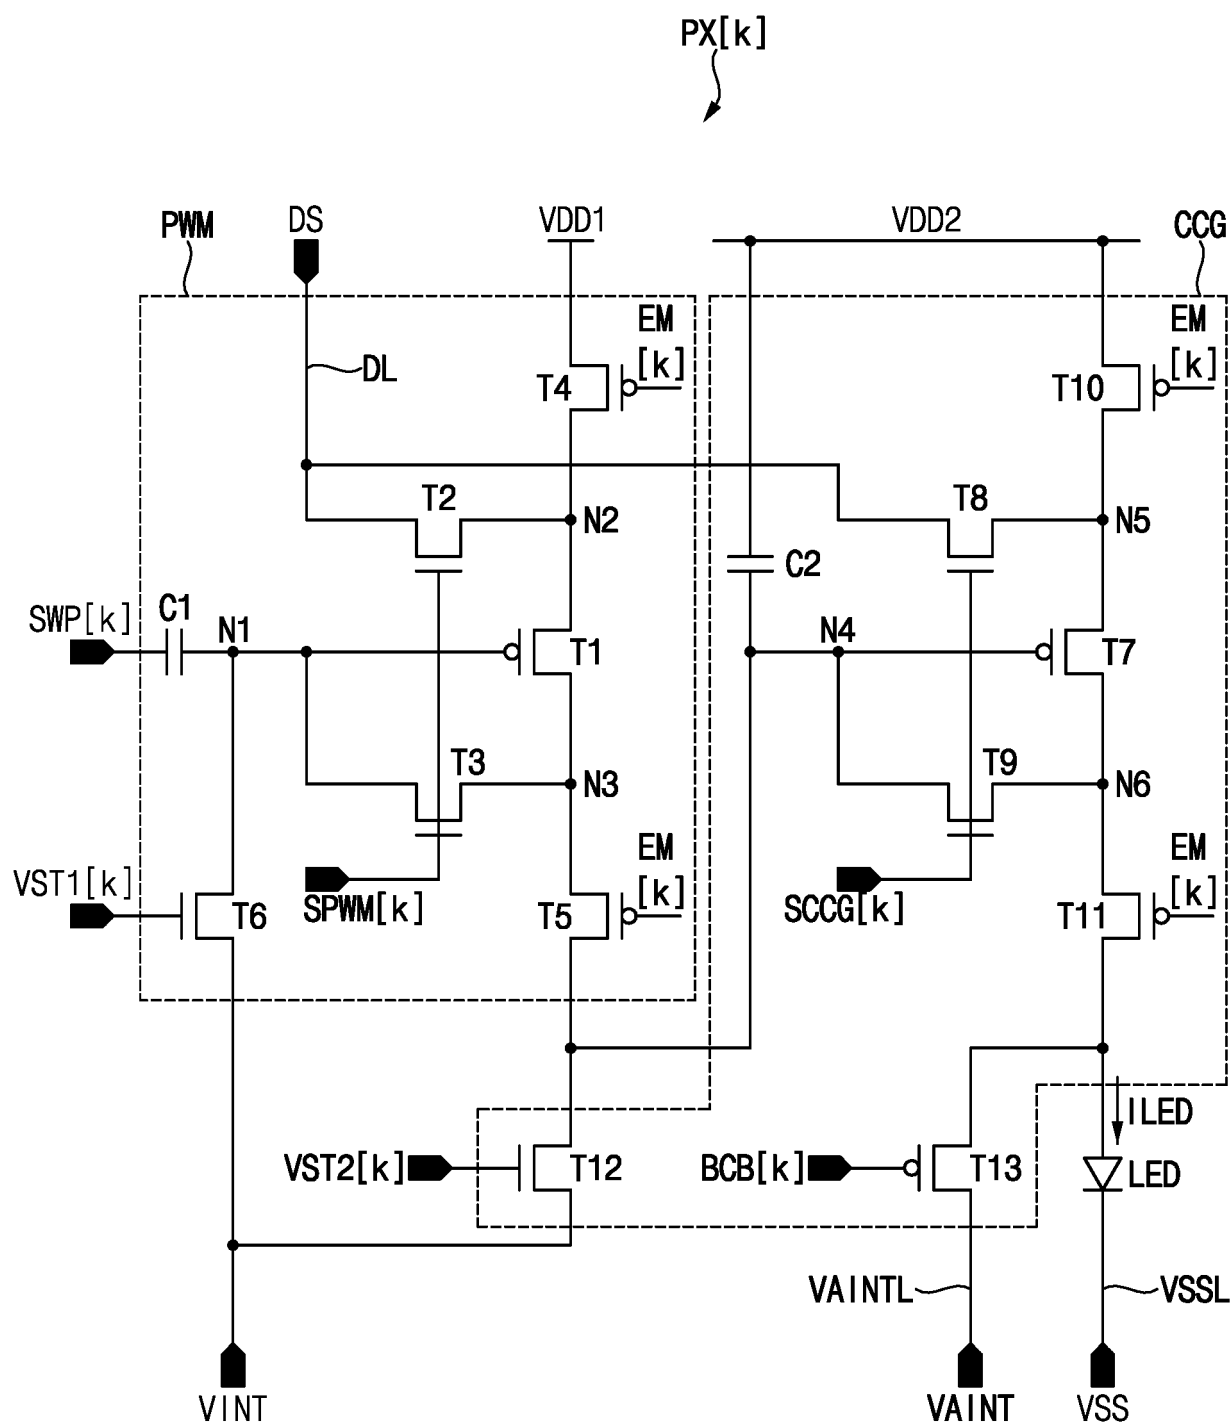 PX[k]
PWM
DS
VDD1
VDD2
CCG
EM
[k]
EM
[k]
DL
T4
T10
T2
N2
T8
N5
C2
C1
SWP[k]
N1
T1
N4
T7
T3
N3
T9
N6
EM
[k]
EM
[k]
VST1[k]
T6
SPWM[k]
T5
SCCG[k]
T11
ILED
VST2[k]
T12
BCB[k]
T13
LED
VAINTL
VSSL
VINT
VAINT
VSS